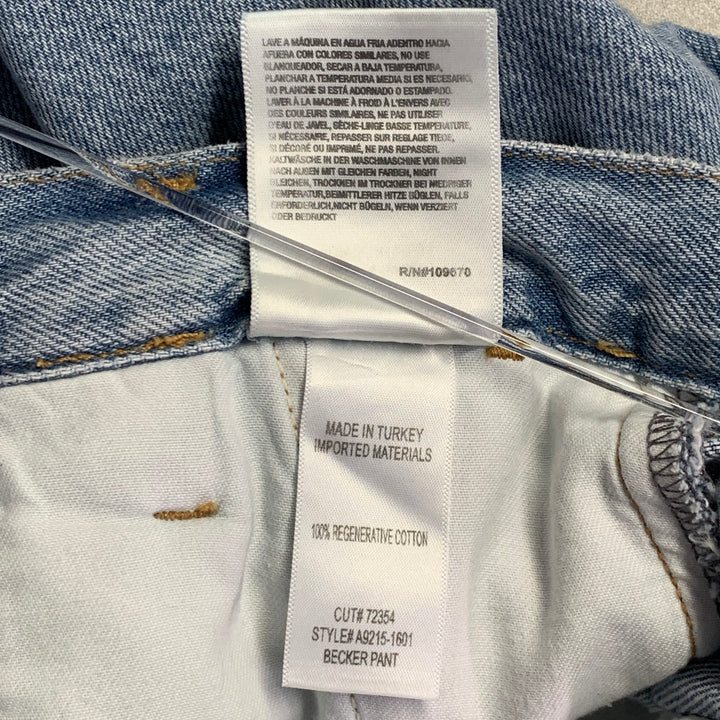 LAVE A MÁQUINA EN AGUA FRIA ADENTRO HACIA
AFUERA CON COLORES SIMILARES, NO USE
BLANQUEADOR, SECAR A BAJA TEMPERATURA,
PLANCHAR A TEMPERATURA MEDIA SI ES NECESARIO,
NO PLANCHE SI ESTÁ ADORNADO O ESTAMPADO.
LAVER À LA MACHINE À FROID À L'ENVERS AVEC
DES COULEURS SIMILAIRES, NE PAS UTILISER
D'EAU DE JAVEL, SÈCHE-LINGE BASSE TEMPÉRATURE,
SI NÉCESSAIRE, REPASSER SUR REGLAGE TIEDE,
SI DÉCORÉ OU IMPRIMÉ, NE PAS REPASSER.
KALTWÄSCHE IN DER WASCHMASCHINE VON INNEN
NACH AUßEN MIT GLEICHEN FARBEN, NIGHT
BLEICHEN, TROCKNEN IM TROCKNER BEI NIEDRIGER
TEMPERATUR, BEIMITTLERER HITZE BÜGLEN, FALLS
ERFORDERLICH, NICHT BÜGELN, WENN VERZIERT
ODER BEDRUCKT
R/N#109670
MADE IN TURKEY
IMPORTED MATERIALS
100% REGENERATIVE COTTON
CUT# 72354
STYLE# A9215-1601
BECKER PANT